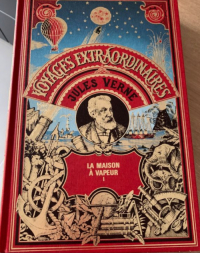 VOYAGES EXTRAORDINAIRES
JULES VERNE
LA MAISON
À VAPEUR
I